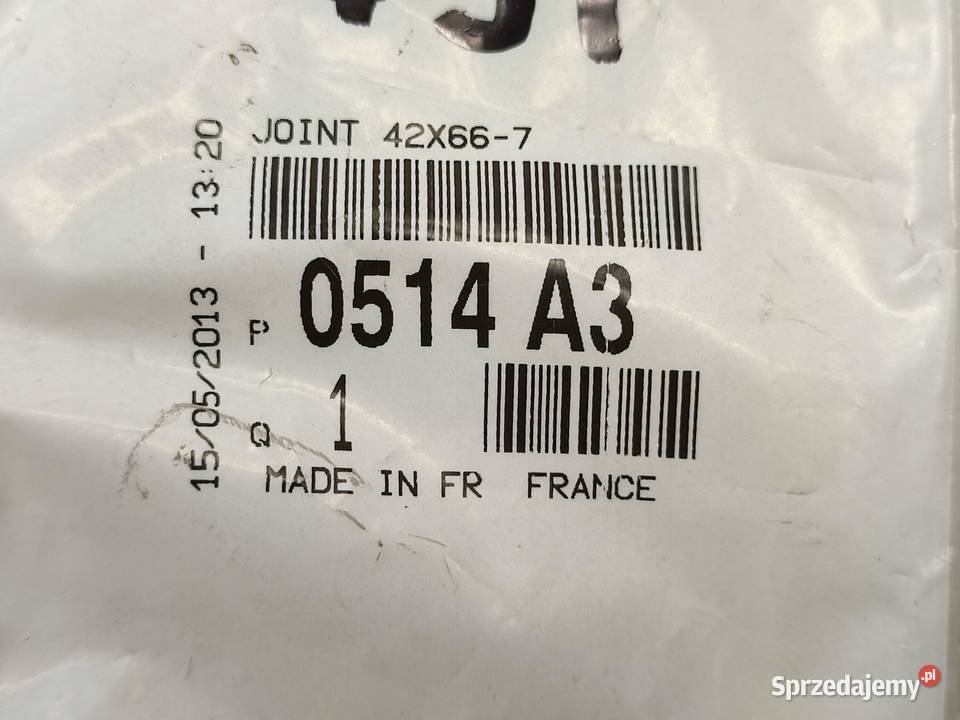 JOINT 42X66-7
15/05/2013 - 13:20
P 0514 A3
Q 1
MADE IN FR FRANCE
Sprzedajemy.pl